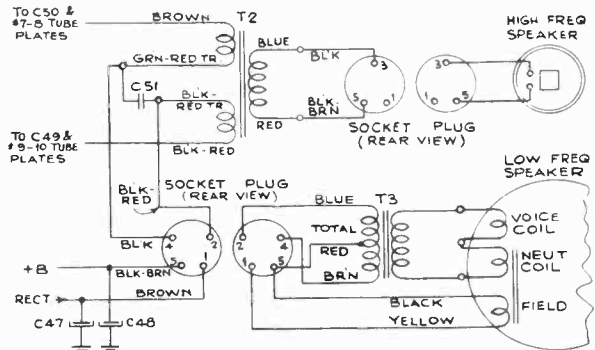 TO C50 &
#7-8 TUBE
PLATES
BROWN
T2
HIGH FREQ
SPEAKER
GRN-RED TR.
BLUE
BLK
3
5
1
3
1
5
C51
BLK-
RED TR
BLK-
BRN
RED
SOCKET
(REAR VIEW)
PLUG
TO C49 &
#9-10 TUBE
PLATES
BLK-RED
LOW FREQ
SPEAKER
BLK-
RED
SOCKET
PLUG
(REAR VIEW)
BLUE
T3
TOTAL
RED
BRN
VOICE
COIL
NEUT
COIL
FIELD
BLK
4
2
5
1
2
4
1
5
+B
BLK-BRN
RECT
BROWN
BLACK
YELLOW
C47
C48